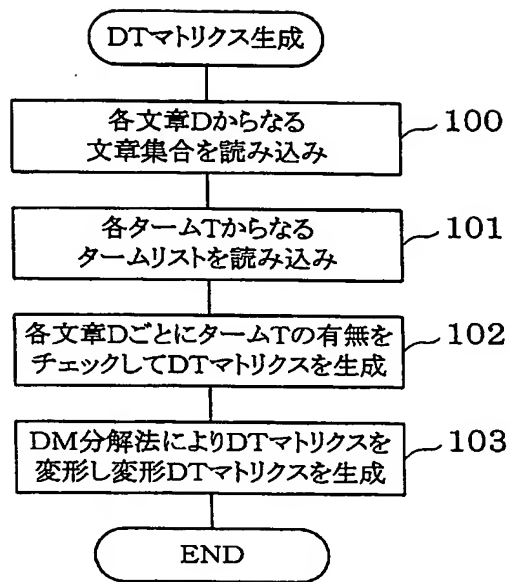 DTマトリクス生成
各文章Dからなる
文章集合を読み込み
100
各タームTからなる
タームリストを読み込み
101
各文章DごとにタームTの有無を
チェックしてDTマトリクスを生成
102
DM分解法によりDTマトリクスを
変形し変形DTマトリクスを生成
103
END